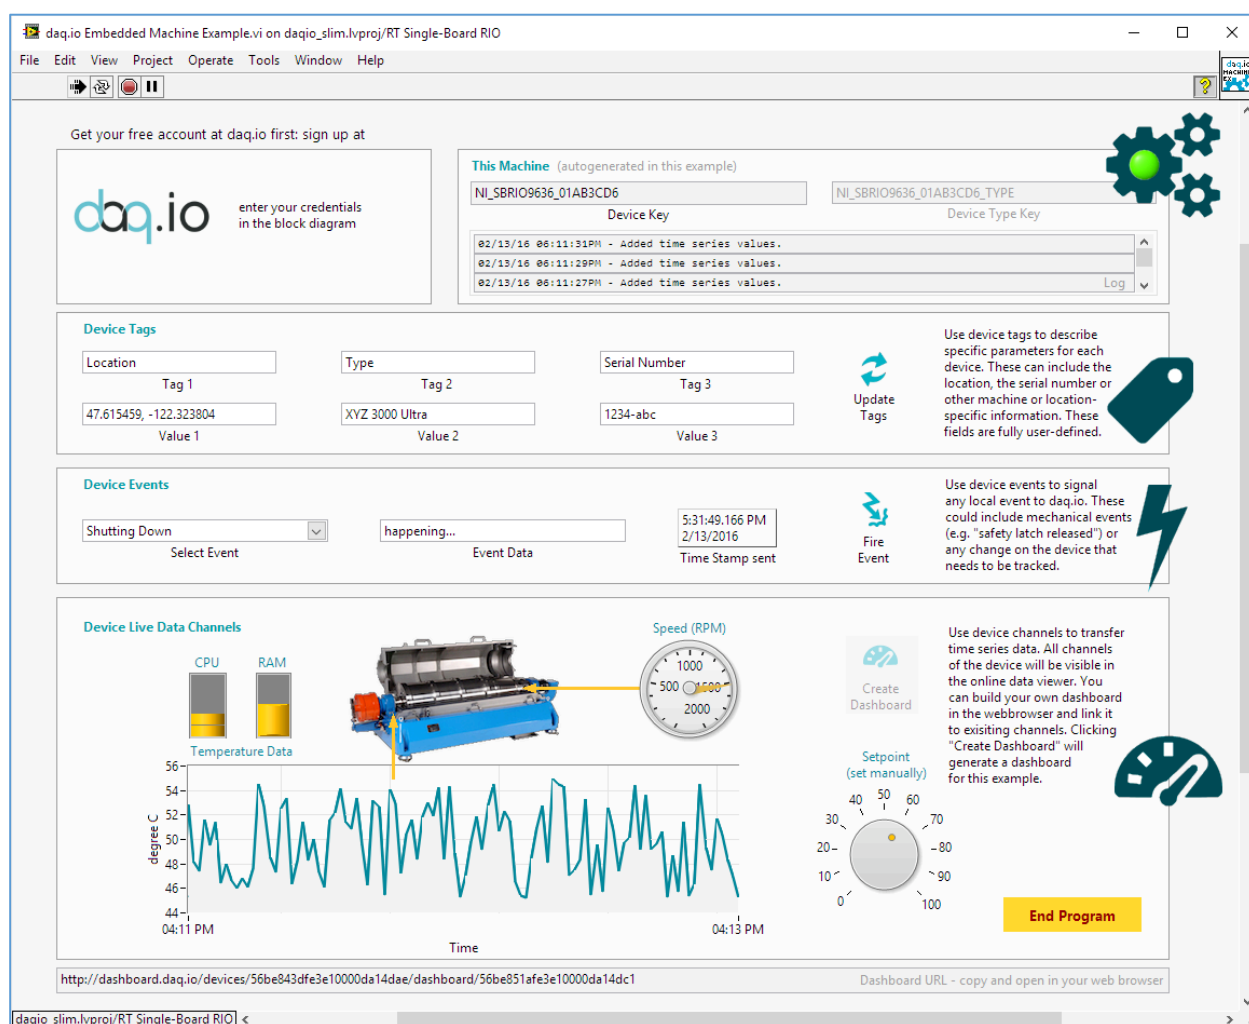 daq.io Embedded Machine Example.vi on daqio_slim.lvproj/RT Single-Board RIO
File Edit View Project Operate Tools Window Help
daq.io
MACHINE
EX
Get your free account at daq.io first: sign up at
daq.io
enter your credentials
in the block diagram
This Machine (autogenerated in this example)
NI_SBRIO9636_01AB3CD6
Device Key
NI_SBRIO9636_01AB3CD6_TYPE
Device Type Key
02/13/16 06:11:31PM - Added time series values.
02/13/16 06:11:29PM - Added time series values.
02/13/16 06:11:27PM - Added time series values.
Log
Device Tags
Location
Tag 1
Type
Tag 2
Serial Number
Tag 3
47.615459, -122.323804
Value 1
XYZ 3000 Ultra
Value 2
1234-abc
Value 3
Update
Tags
Use device tags to describe
specific parameters for each
device. These can include the
location, the serial number or
other machine or location-
specific information. These
fields are fully user-defined.
Device Events
Shutting Down
Select Event
happening...
Event Data
5:31:49.166 PM
2/13/2016
Time Stamp sent
Fire
Event
Use device events to signal
any local event to daq.io. These
could include mechanical events
(e.g. "safety latch released") or
any change on the device that
needs to be tracked.
Device Live Data Channels
CPU
RAM
Speed (RPM)
1000
500
1500
2000
Create
Dashboard
Use device channels to transfer
time series data. All channels
of the device will be visible in
the online data viewer. You
can build your own dashboard
in the webbrowser and link it
to exisiting channels. Clicking
"Create Dashboard" will
generate a dashboard
for this example.
Temperature Data
degree C
56
54
52
50
48
46
44
04:11 PM
04:13 PM
Time
Setpoint
(set manually)
0
10
20
30
40
50
60
70
80
90
100
End Program
http://dashboard.daq.io/devices/56be843dfe3e10000da14dae/dashboard/56be851afe3e10000da14dc1
Dashboard URL - copy and open in your web browser
daqio_slim.lvproj/RT Single-Board RIO